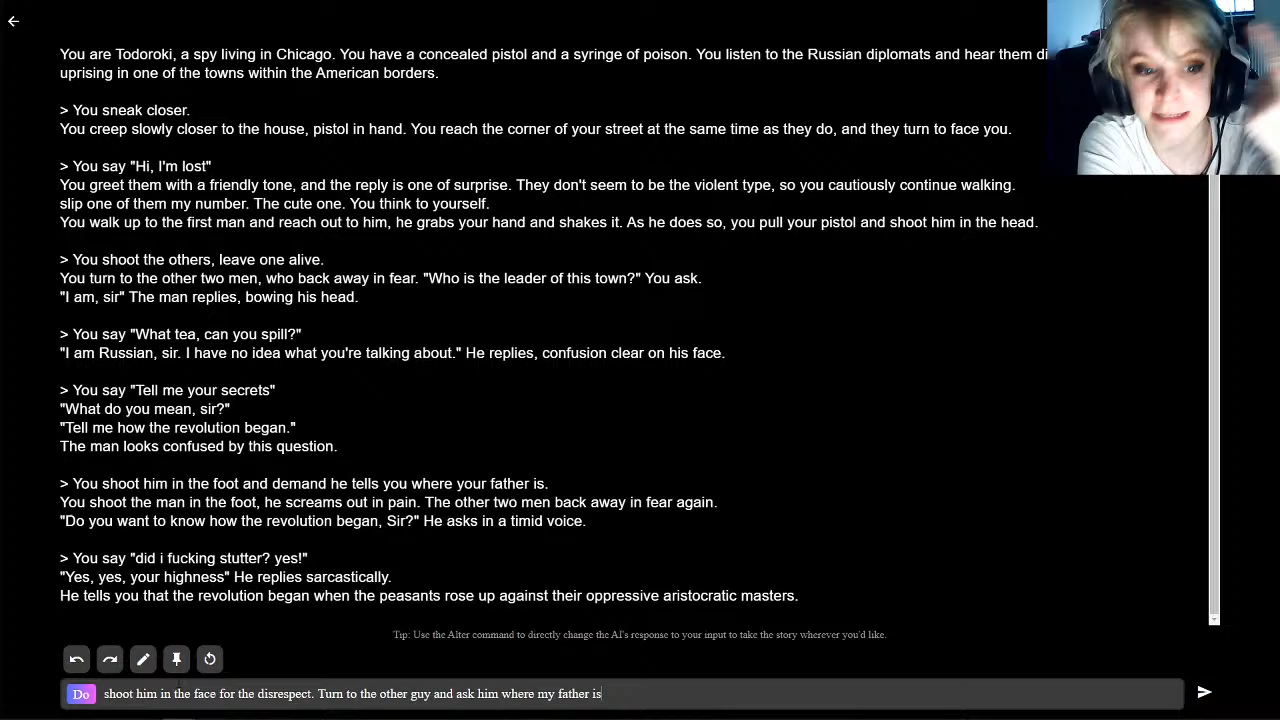 You are Todoroki, a spy living in Chicago. You have a concealed pistol and a syringe of poison. You listen to the Russian diplomats and hear them di
uprising in one of the towns within the American borders.
> You sneak closer.
You creep slowly closer to the house, pistol in hand. You reach the corner of your street at the same time as they do, and they turn to face you.
> You say "Hi, I'm lost"
You greet them with a friendly tone, and the reply is one of surprise. They don't seem to be the violent type, so you cautiously continue walking.
slip one of them my number. The cute one. You think to yourself.
You walk up to the first man and reach out to him, he grabs your hand and shakes it. As he does so, you pull your pistol and shoot him in the head.
> You shoot the others, leave one alive.
You turn to the other two men, who back away in fear. "Who is the leader of this town?" You ask.
"I am, sir" The man replies, bowing his head.
> You say "What tea, can you spill?"
"I am Russian, sir. I have no idea what you're talking about." He replies, confusion clear on his face.
> You say "Tell me your secrets"
"What do you mean, sir?"
"Tell me how the revolution began."
The man looks confused by this question.
> You shoot him in the foot and demand he tells you where your father is.
You shoot the man in the foot, he screams out in pain. The other two men back away in fear again.
"Do you want to know how the revolution began, Sir?" He asks in a timid voice.
> You say "did i fucking stutter? yes!"
"Yes, yes, your highness" He replies sarcastically.
He tells you that the revolution began when the peasants rose up against their oppressive aristocratic masters.
Tip: Use the Alter command to directly change the AI's response to your input to take the story wherever you'd like.
Do shoot him in the face for the disrespect. Turn to the other guy and ask him where my father is